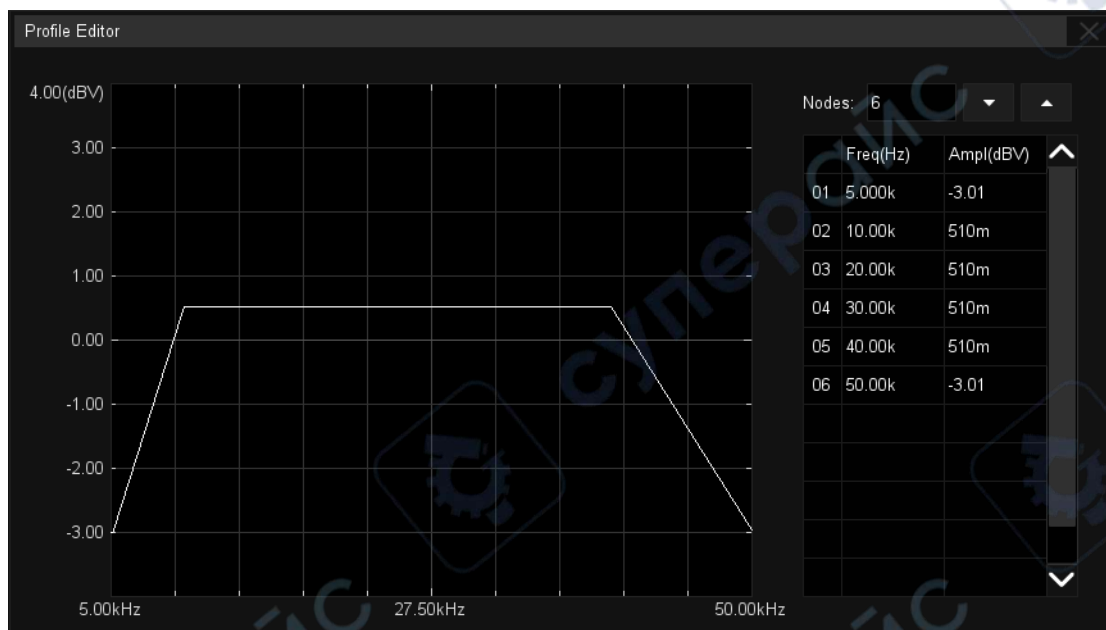 Profile Editor
4.00(dBV)
3.00
2.00
1.00
0.00
-1.00
-2.00
-3.00
5.00kHz 27.50kHz 50.00kHz
Nodes: 6
Freq(Hz) Ampl(dBV)
01 5.000k -3.01
02 10.00k 510m
03 20.00k 510m
04 30.00k 510m
05 40.00k 510m
06 50.00k -3.01
суперайс